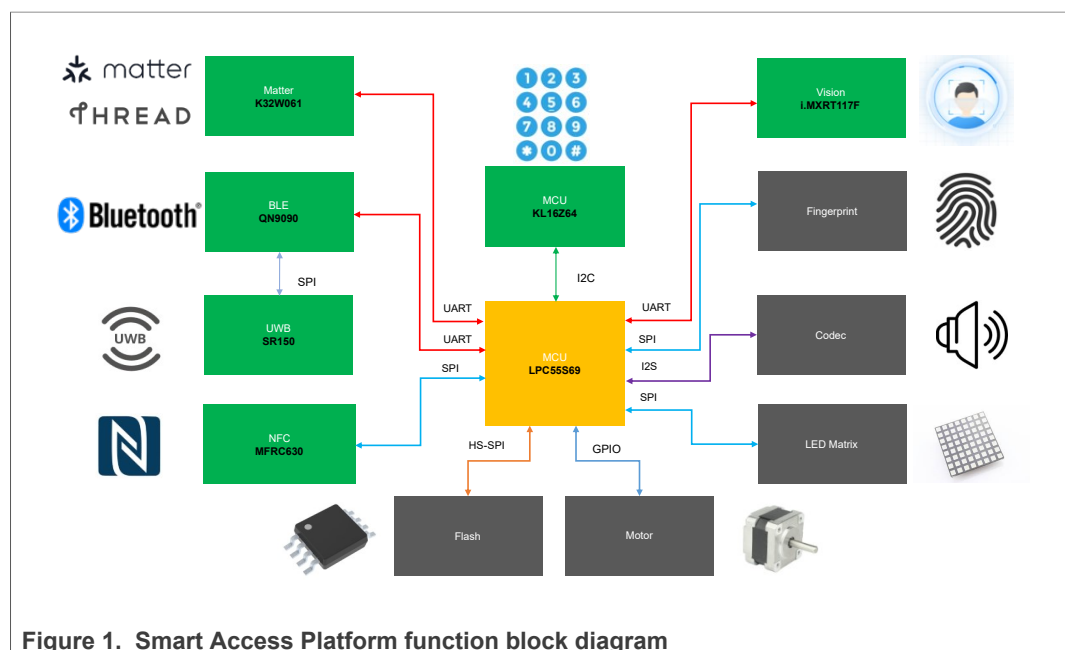 matter
THREAD
Matter
K32W061
1 2 3
4 5 6
7 8 9
* 0 #
Vision
i.MXRT117F
Bluetooth®
BLE
QN9090
MCU
KL16Z64
Fingerprint
SPI
I2C
UWB
UWB
SR150
UART
UART
SPI
MCU
LPC55S69
UART
SPI
I2S
SPI
Codec
NFC
MFRC630
LED Matrix
HS-SPI
GPIO
Flash
Motor
Figure 1. Smart Access Platform function block diagram